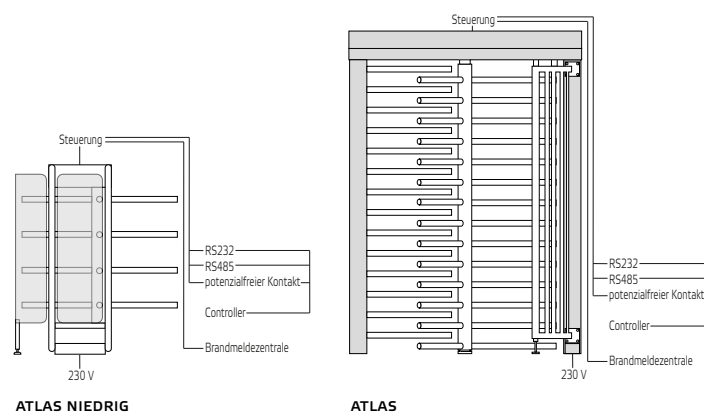 Steuerung
RS232
RS485
potenzialfreier Kontakt
Controller
Brandmeldezentrale
230 V
ATLAS NIEDRIG
Steuerung
RS232
RS485
potenzialfreier Kontakt
Controller
Brandmeldezentrale
230 V
ATLAS